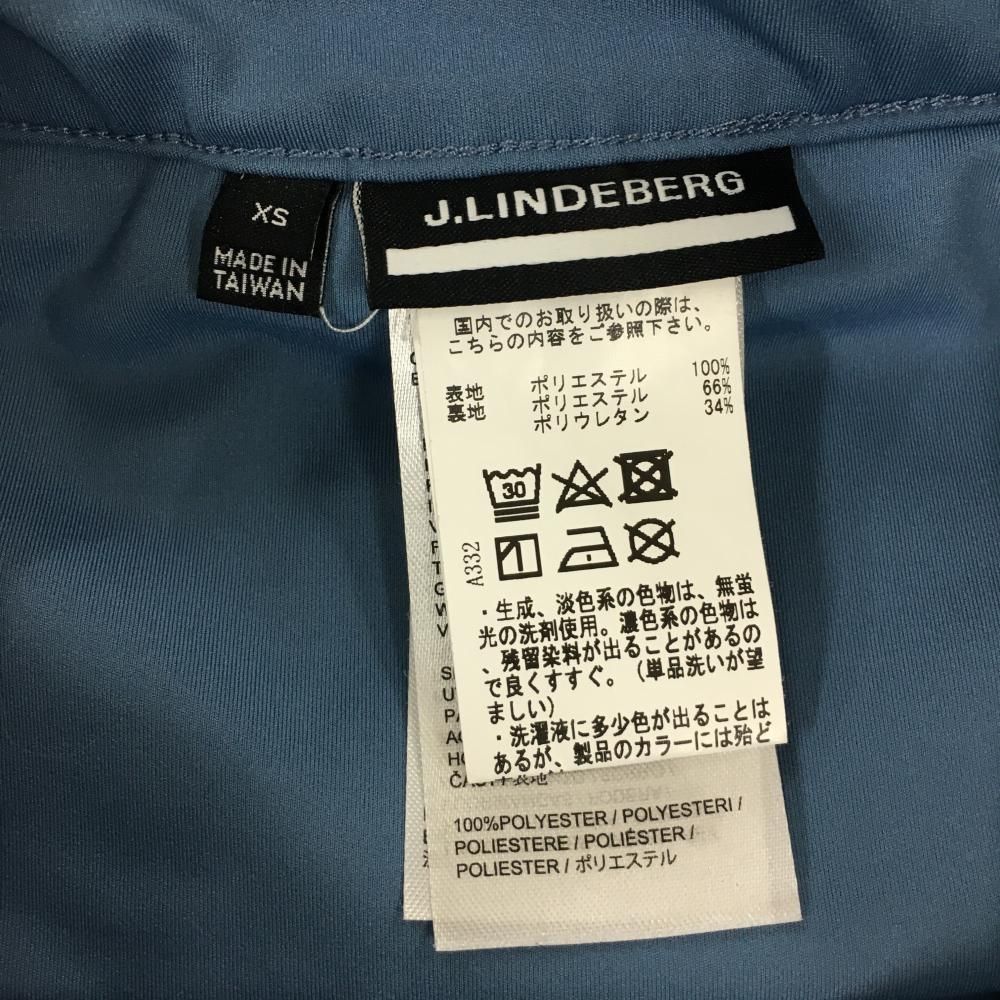 J.LINDEBERG
XS
MADE IN
TAIWAN
国内でのお取り扱いの際は、
こちらの内容をご参照下さい。
表地 ポリエステル 100%
裏地 ポリエステル 66%
ポリウレタン 34%
30
A332
・生成、淡色系の色物は、無蛍
光の洗剤使用。濃色系の色物は
、残留染料が出ることがあるの
で良くすすぐ。（単品洗いが望
ましい）
・洗濯液に多少色が出ることは
あるが、製品のカラーには殆ど
100%POLYESTER / POLYESTERI /
POLIESTERE / POLIÉSTER /
POLIESTER / ポリエステル